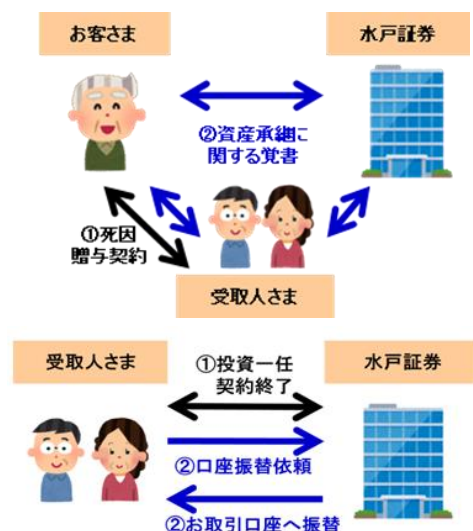 お客さま
水戸証券
②資産承継に
関する覚書
①死因
贈与契約
受取人さま
受取人さま
①投資一任
契約終了
水戸証券
②口座振替依頼
②お取引口座へ振替